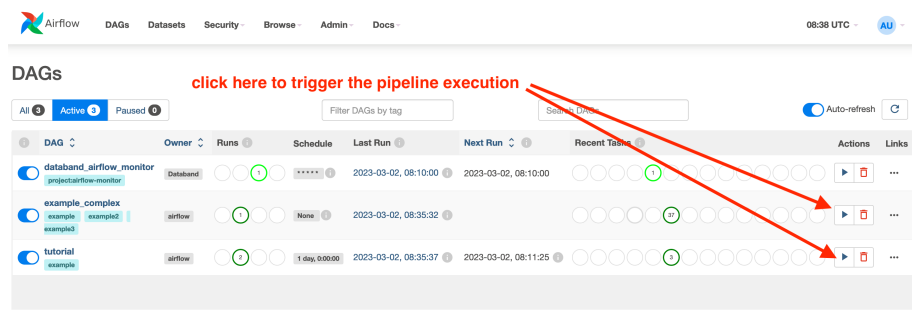 Airflow DAGs Datasets Security Browse Admin Docs 08:38 UTC AU
DAGs
click here to trigger the pipeline execution
All 3 Active 3 Paused 0 Filter DAGs by tag Search DAGs Auto-refresh
DAG Owner Runs Schedule Last Run Next Run Recent Tasks Actions Links
databand_airflow_monitor Databand 1 * * * * * 2023-03-02, 08:10:00 2023-03-02, 08:10:00 1
project:airflow-monitor
example_complex airflow 1 None 2023-03-02, 08:35:32 37
example example2
example3
tutorial airflow 2 1 day, 0:00:00 2023-03-02, 08:35:37 2023-03-02, 08:11:25 3
example